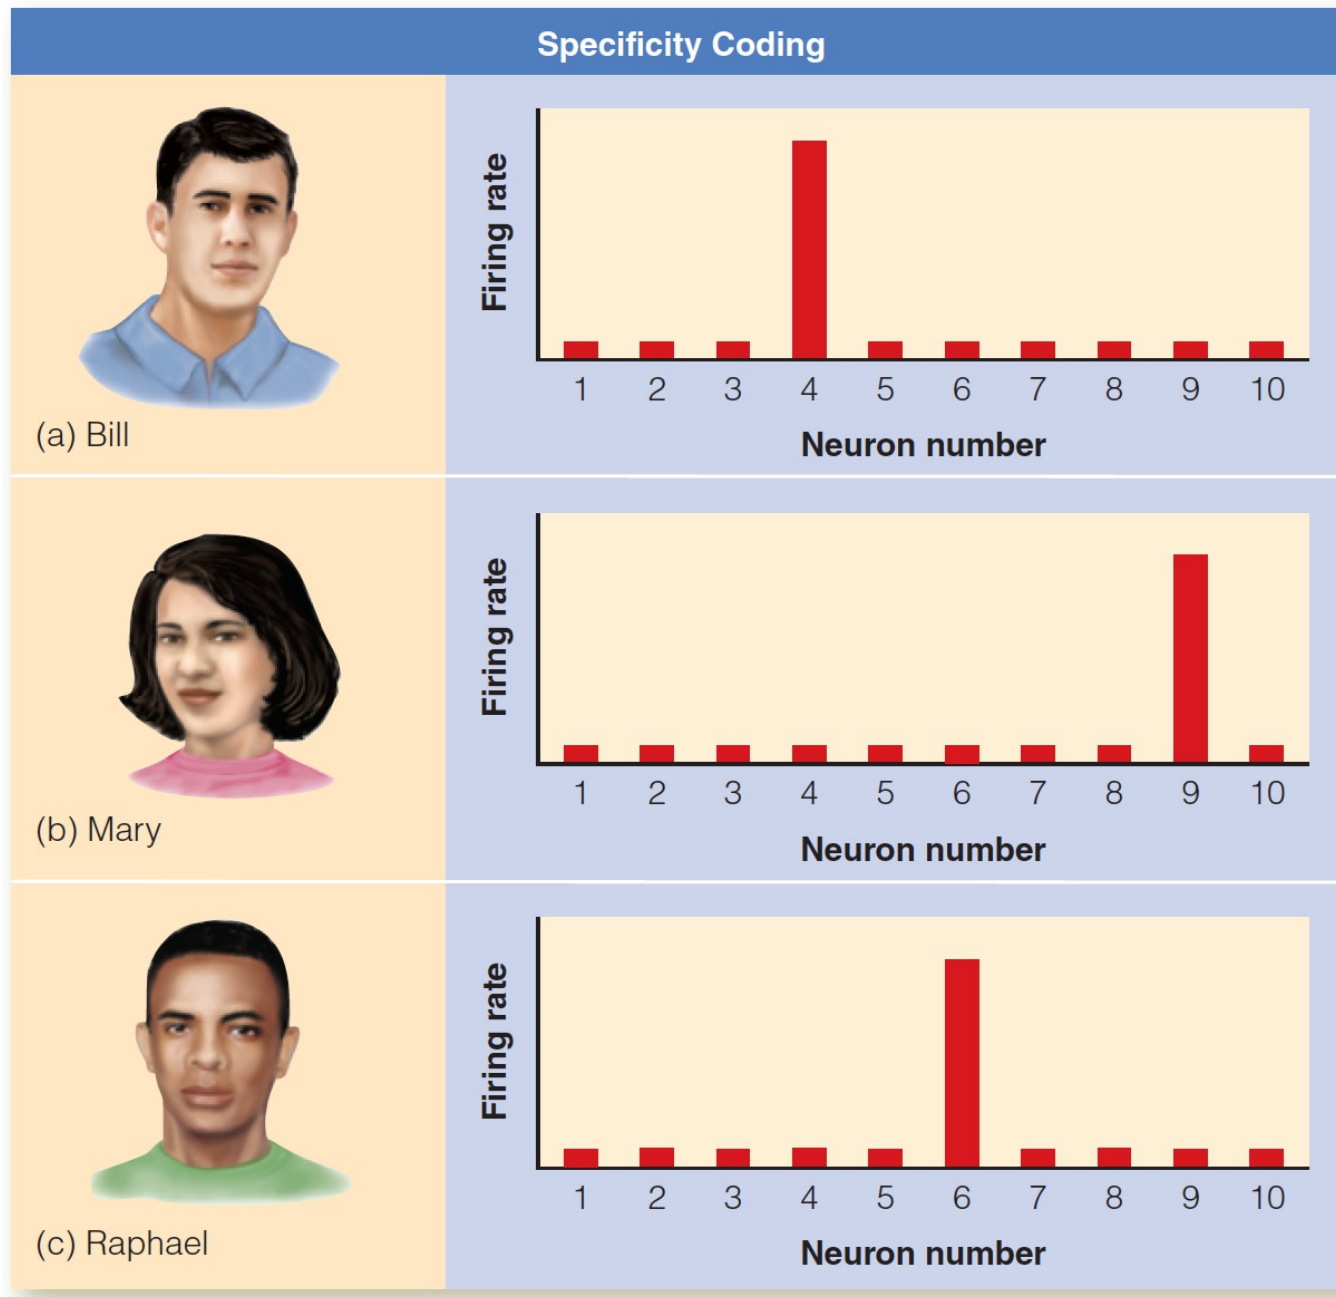 Specificity Coding
Firing rate
1 2 3 4 5 6 7 8 9 10
Neuron number
(a) Bill
Firing rate
1 2 3 4 5 6 7 8 9 10
Neuron number
(b) Mary
Firing rate
1 2 3 4 5 6 7 8 9 10
Neuron number
(c) Raphael